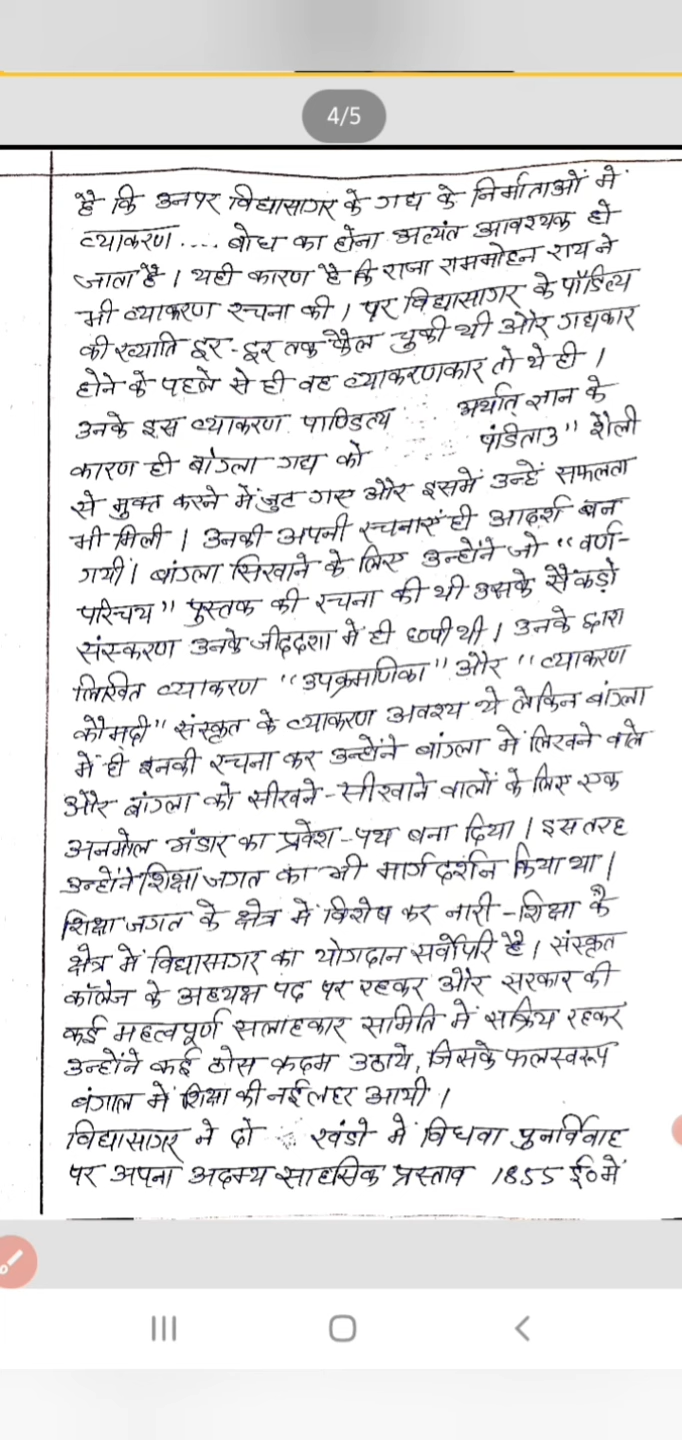 4/5
है कि उनपर विद्यासागर के गद्य के निर्माताओं में
व्याकरण.... बोध का होना अत्यंत आवश्यक हो
जाता है । यही कारण है कि राजा राममोहन राय ने
भी व्याकरण रचना की । पर विद्यासागर के पांडित्य
की ख्याति दूर-दूर तक फैल चुकी थी और गद्यकार
होने के पहले से ही वह व्याकरणकार तो थे ही ।
उनके इस व्याकरण पाण्डित्य अर्थात् ज्ञान के
कारण ही बांग्ला गद्य को पंडिताउ" शैली
से मुक्त करने में जुट गए और इसमें उन्हें सफलता
भी मिली । उनकी अपनी रचनाएं ही आदर्श बन
गयीं । बांग्ला सिखाने के लिए उन्होंने जो "वर्ण-
परिचय" पुस्तक की रचना की थी उसके सैंकड़ो
संस्करण उनके जीवदशा में ही छपी थी । उनके द्वारा
लिखित व्याकरण "उपक्रमणिका" और "व्याकरण
कौमुदी" संस्कृत के व्याकरण अवश्य थे लेकिन बांग्ला
में ही इनकी रचना कर उन्होंने बांग्ला में लिखने वाले
और बांग्ला को सीखने-सीखाने वालों के लिए एक
अनमोल भंडार का प्रवेश-पथ बना दिया । इस तरह
उन्होंने शिक्षा जगत का भी मार्ग दर्शन किया था ।
शिक्षा जगत के क्षेत्र में विशेष कर नारी-शिक्षा के
क्षेत्र में विद्यासागर का योगदान सर्वोपरि है । संस्कृत
कॉलेज के अध्यक्ष पद पर रहकर और सरकार की
कई महत्वपूर्ण सलाहकार समिति में सक्रिय रहकर
उन्होंने कई ठोस कदम उठाये, जिसके फलस्वरूप
बंगाल में शिक्षा की नई लहर आयी ।
विद्यासागर ने दो खंडो में विधवा पुनर्विवाह
पर अपना अदम्य साहसिक प्रस्ताव 1855 ई० में